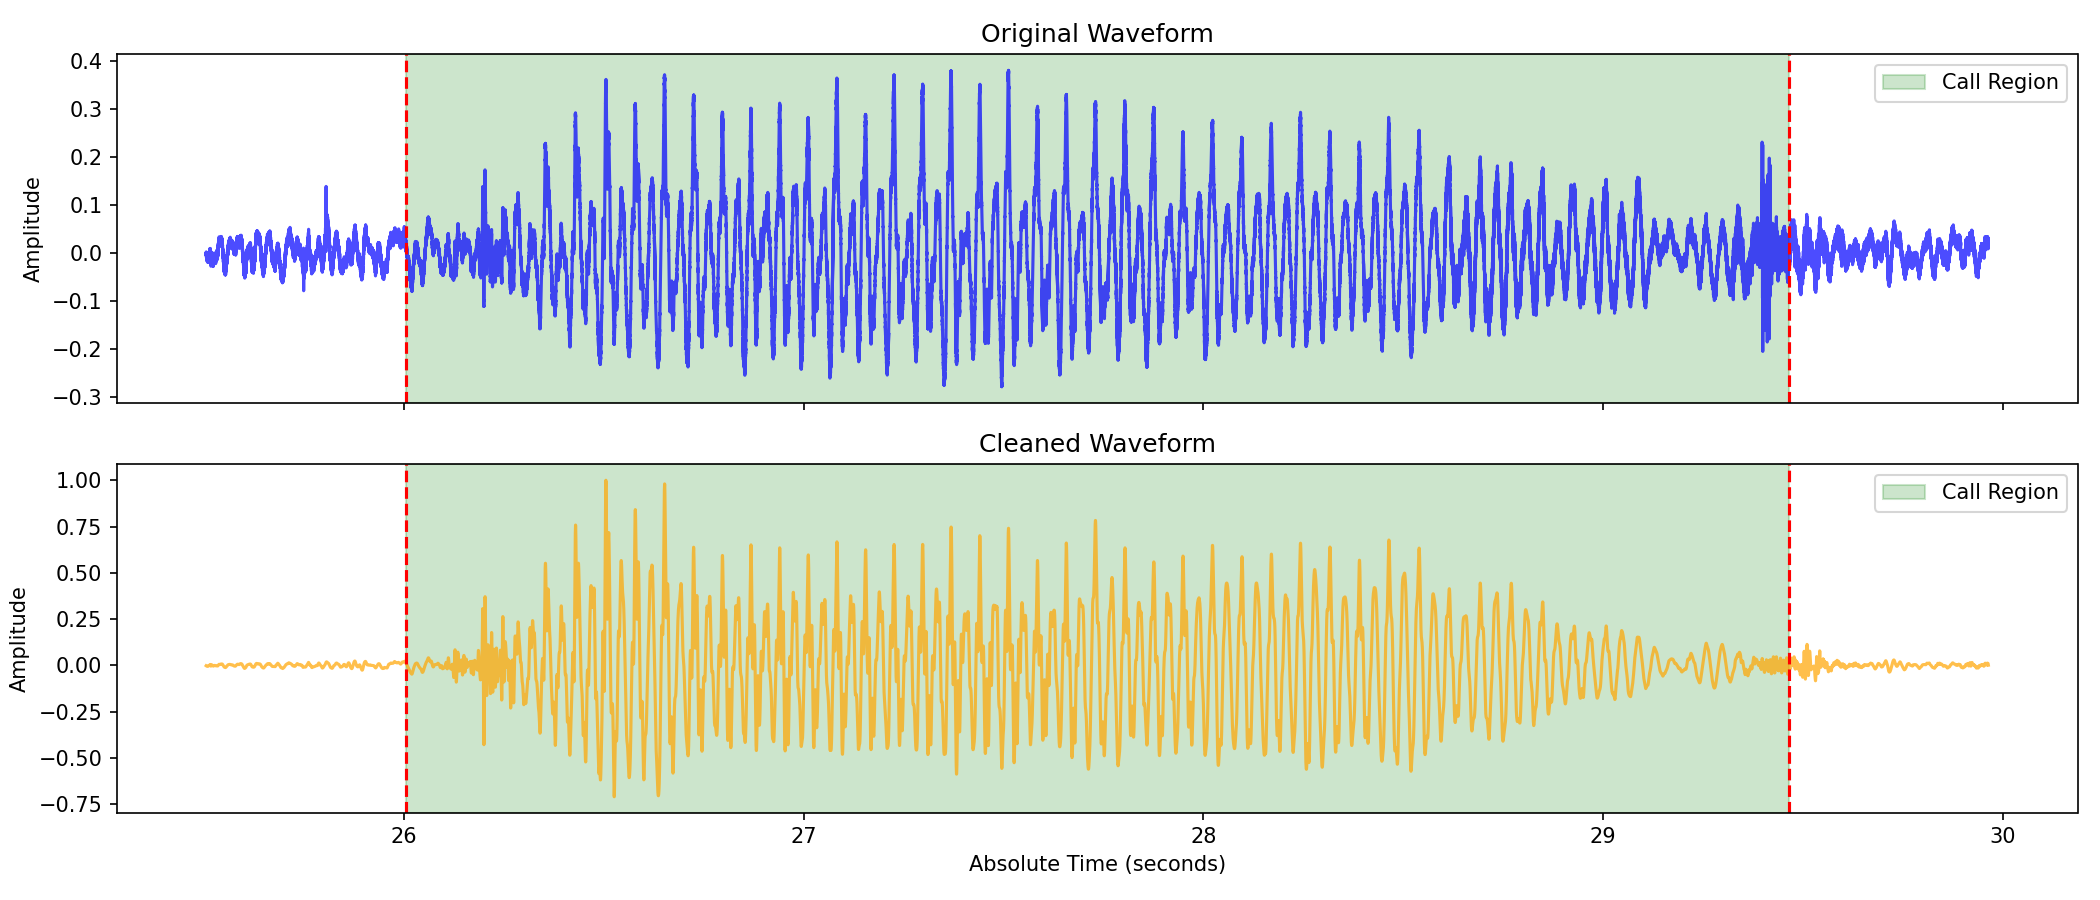 Original Waveform
Call Region
Amplitude
0.4
0.3
0.2
0.1
0.0
−0.1
−0.2
−0.3
Cleaned Waveform
Call Region
Amplitude
1.00
0.75
0.50
0.25
0.00
−0.25
−0.50
−0.75
26 27 28 29 30
Absolute Time (seconds)